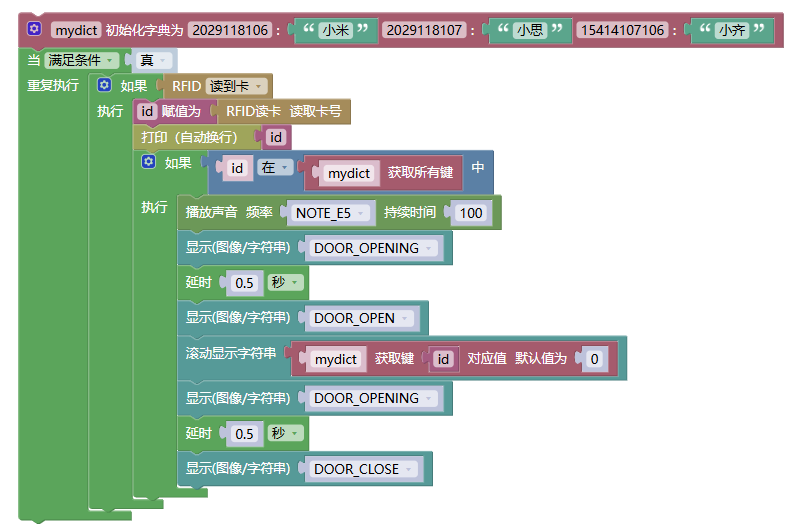 mydict 初始化字典为 2029118106 : “ 小米 ” 2029118107 : “ 小思 ” 15414107106 : “ 小齐 ”
当 满足条件 真
重复执行 如果 RFID 读到卡
执行 id 赋值为 RFID读卡 读取卡号
打印（自动换行） id
如果 id 在 mydict 获取所有键 中
执行 播放声音 频率 NOTE_E5 持续时间 100
显示(图像/字符串) DOOR_OPENING
延时 0.5 秒
显示(图像/字符串) DOOR_OPEN
滚动显示字符串 mydict 获取键 id 对应值 默认值为 0
显示(图像/字符串) DOOR_OPENING
延时 0.5 秒
显示(图像/字符串) DOOR_CLOSE